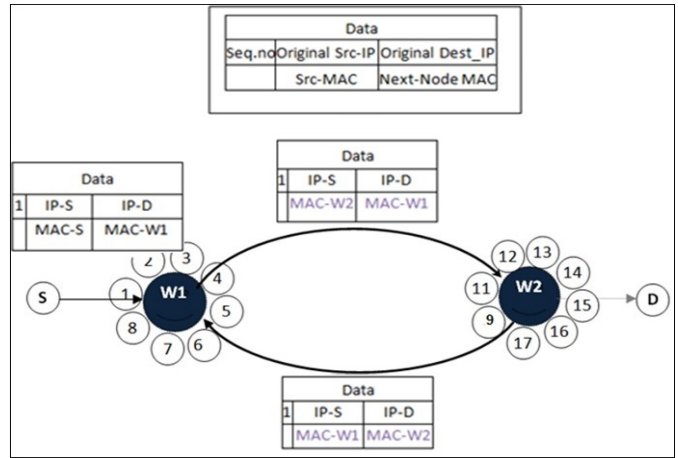 Data
Seq.no Original Src-IP Original Dest_IP
Src-MAC Next-Node MAC
Data
1 IP-S IP-D
MAC-W2 MAC-W1
Data
1 IP-S IP-D
MAC-S MAC-W1
2 3
4
1
5
8
7 6
S
W1
12 13
14
11
15
9
16
17
W2
D
Data
1 IP-S IP-D
MAC-W1 MAC-W2